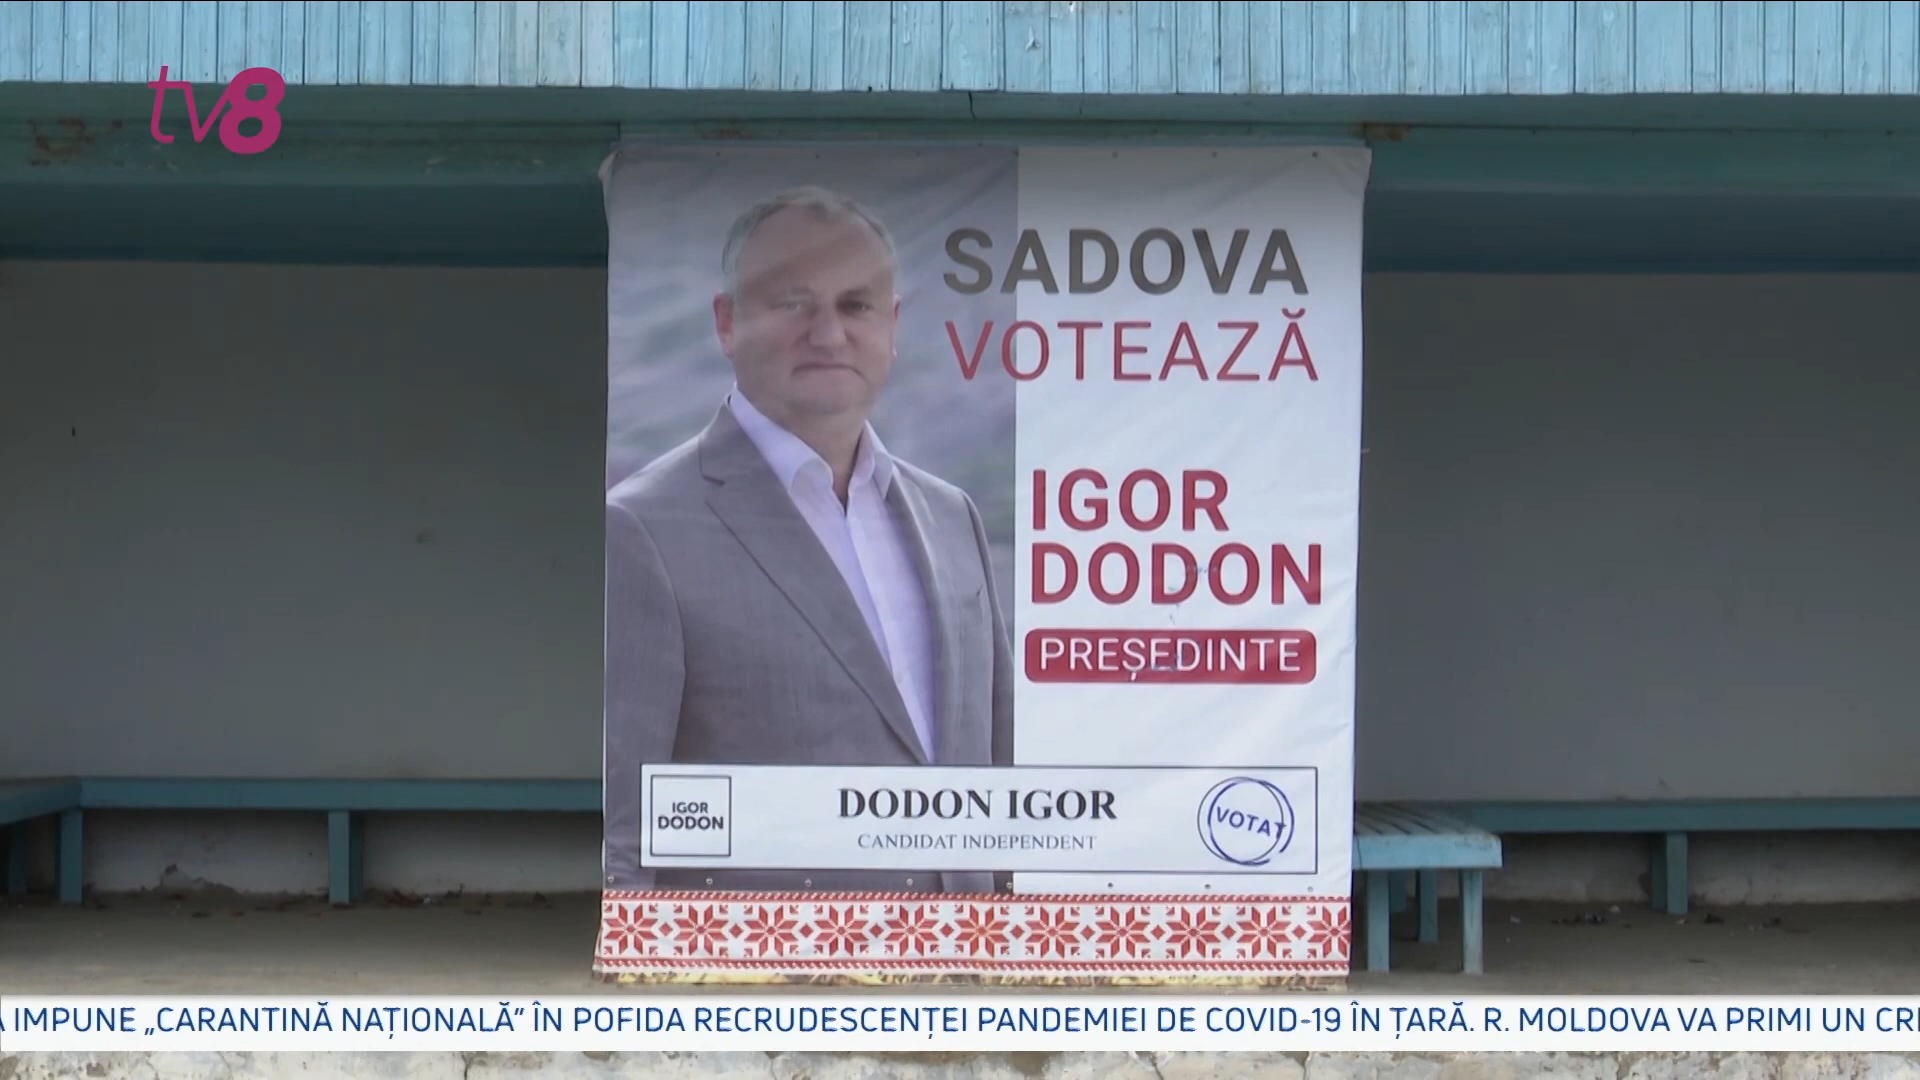 tv8
SADOVA
VOTEAZĂ
IGOR
DODON
PREȘEDINTE
IGOR
DODON
DODON IGOR
CANDIDAT INDEPENDENT
VOTAT
IMPUNE „CARANTINĂ NAȚIONALĂ” ÎN POFIDA RECRUDESCENȚEI PANDEMIEI DE COVID-19 ÎN ȚARĂ. R. MOLDOVA VA PRIMI UN